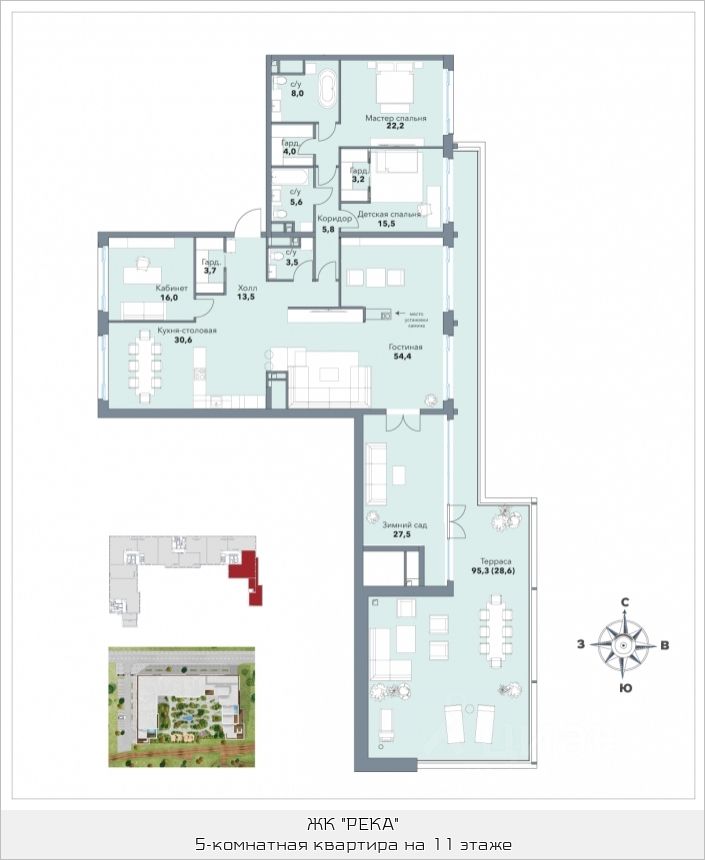 с/у
8,0
Мастер спальня
22,2
Гард.
4,0
Гард.
3,2
с/у
5,6
Детская спальня
15,5
Коридор
5,8
с/у
3,5
Гард.
3,7
Холл
13,5
Кабинет
16,0
место
установки
камина
Кухня-столовая
30,6
Гостиная
54,4
Зимний сад
27,5
Терраса
95,3 (28,6)
С
З
В
Ю
ЖК "РЕКА"
5-комнатная квартира на 11 этаже